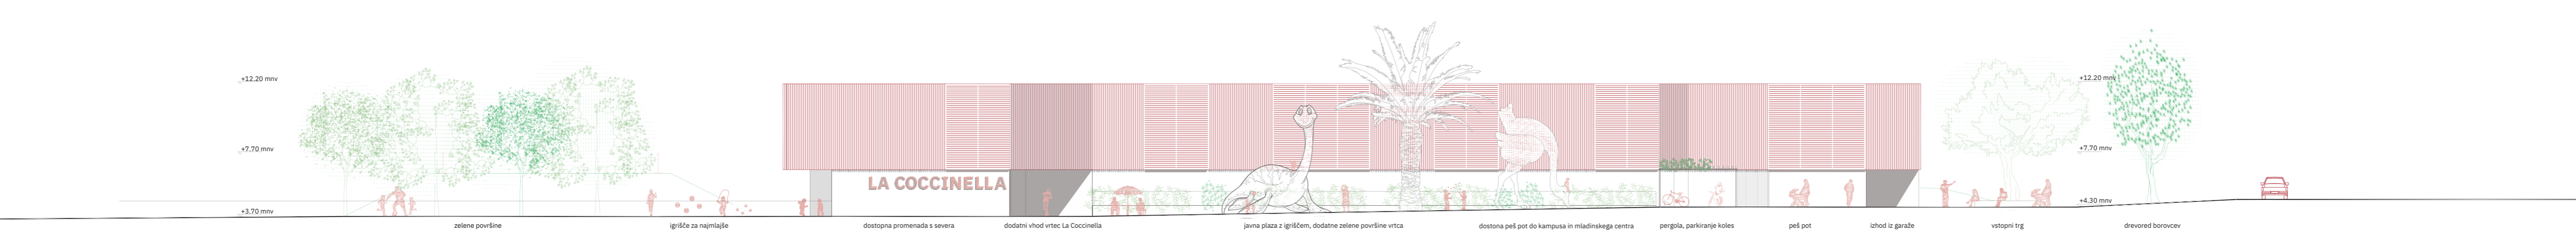 +12.20 mnv
+12.20 mnv
+7.70 mnv
+7.70 mnv
LA COCCINELLA
+3.70 mnv
+4.30 mnv
zelene površine
igrišče za najmlajše
dostopna promenada s severa
dodatni vhod vrtec La Coccinella
javna plaza z igriščem, dodatne zelene površine vrtca
dostona peš pot do kampusa in mladinskega centra
pergola, parkiranje koles
peš pot
izhod iz garaže
vstopni trg
drevored borovcev